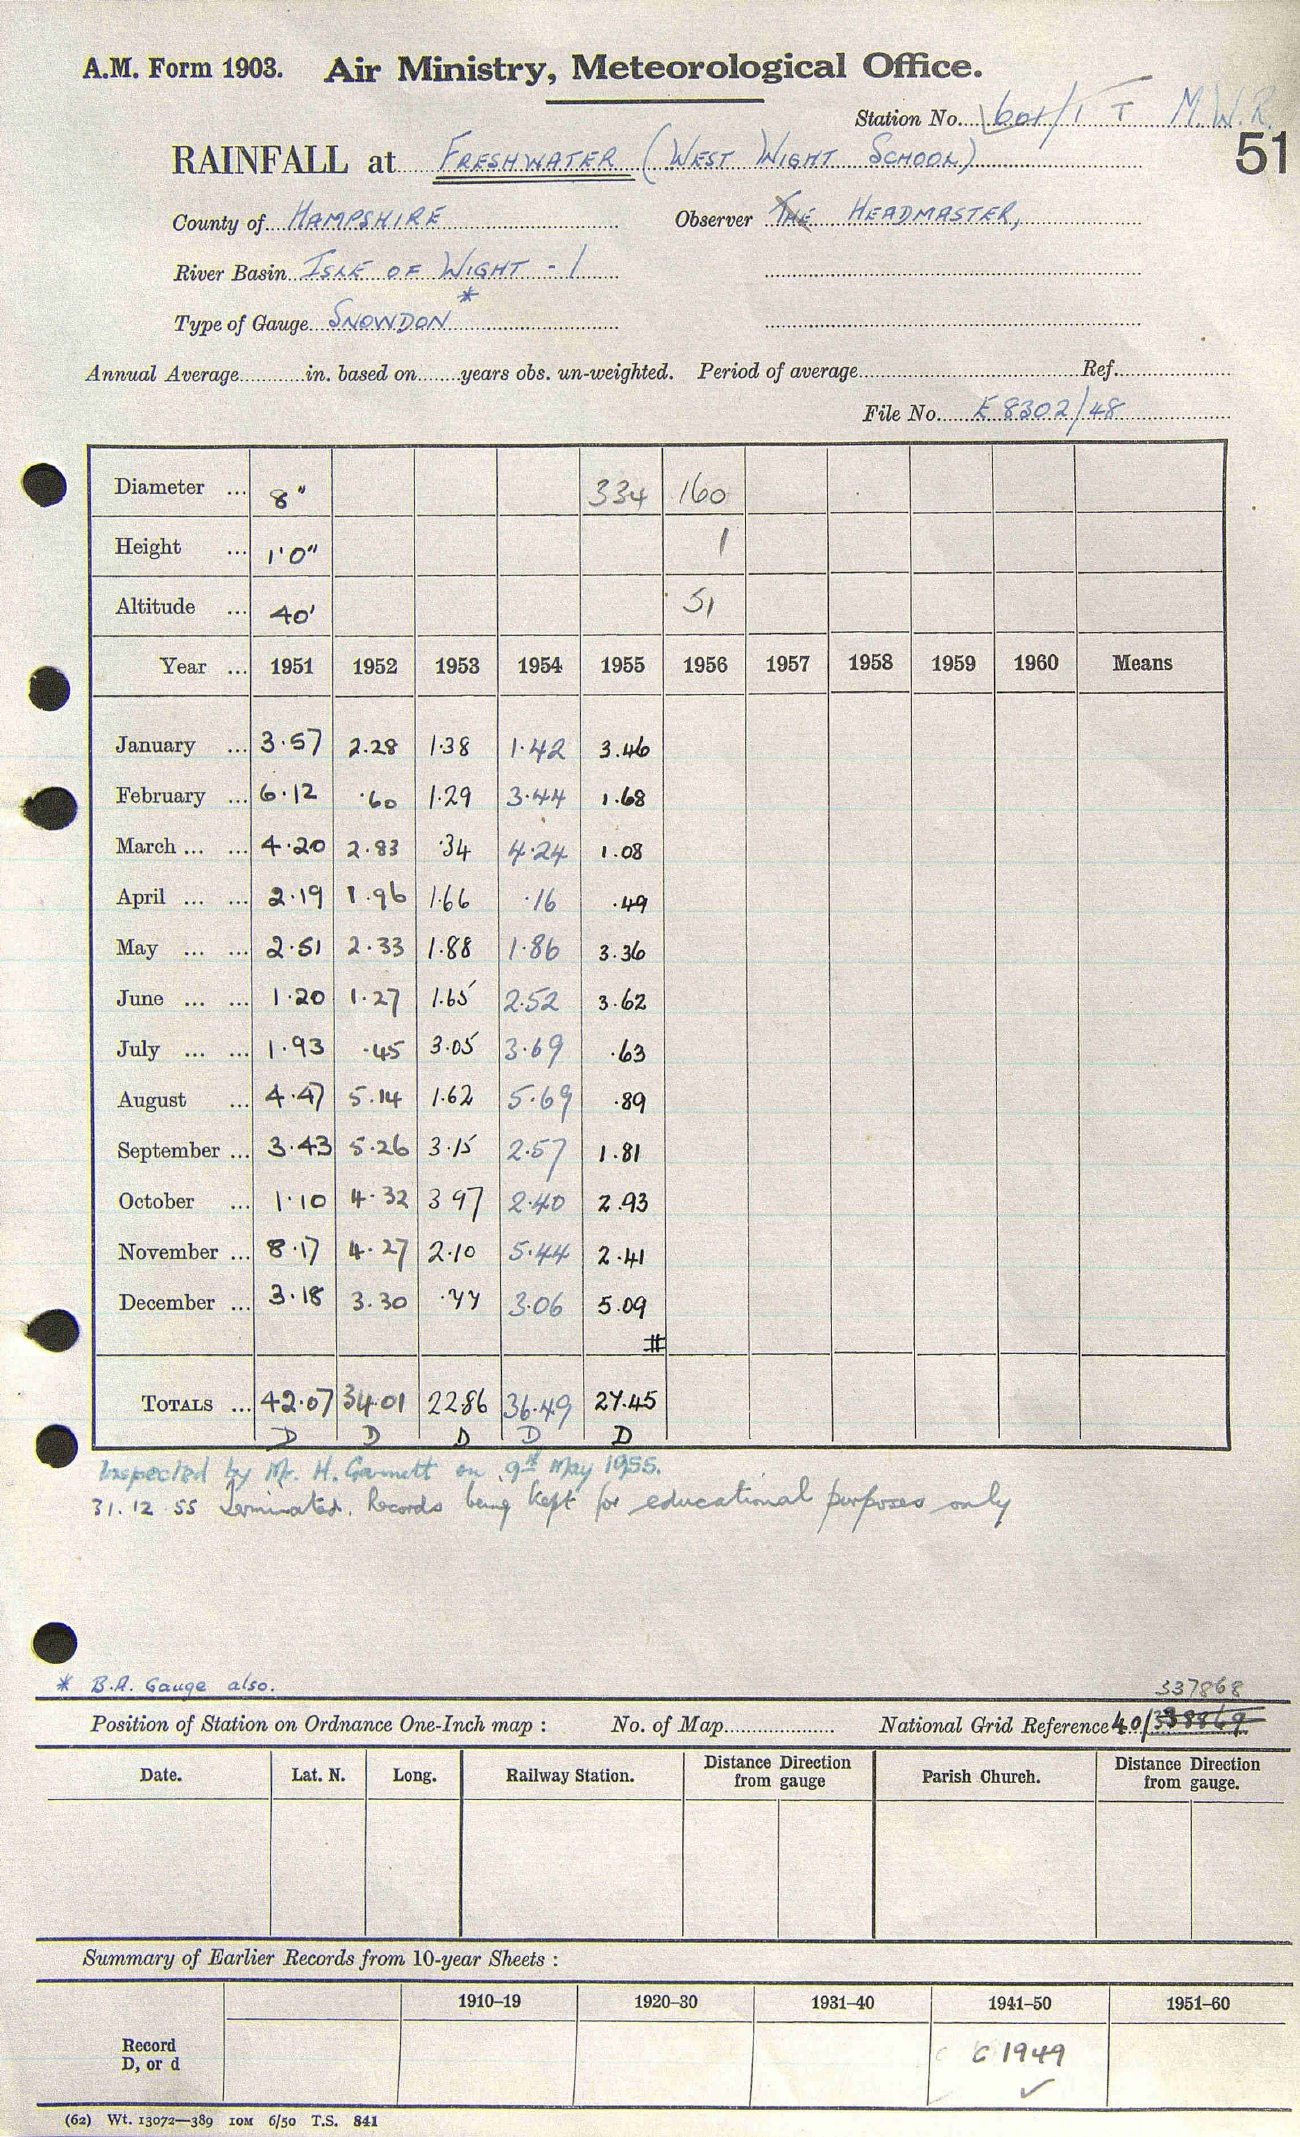 A.M. Form 1903. Air Ministry, Meteorological Office.
Station No. 601/1 T M.W.R.
51
RAINFALL at FRESHWATER (WEST WIGHT SCHOOL)
County of HAMPSHIRE Observer THE HEADMASTER,
River Basin ISLE OF WIGHT - 1
Type of Gauge SNOWDON *
Annual Average in. based on years obs. un-weighted. Period of average Ref.
File No. E 8302/48
Diameter ... 8" 334 160
Height ... 1'0" 1
Altitude ... 40' 51
Year ... 1951 1952 1953 1954 1955 1956 1957 1958 1959 1960 Means
January ... 3.57 2.28 1.38 1.42 3.46
February ... 6.12 .60 1.29 3.44 1.68
March ... ... 4.20 2.83 .34 4.24 1.08
April ... ... 2.19 1.96 1.66 .16 .49
May ... ... 2.51 2.33 1.88 1.86 3.36
June ... ... 1.20 1.27 1.65 2.52 3.62
July ... ... 1.93 .45 3.05 3.69 .63
August ... 4.47 5.14 1.62 5.69 .89
September ... 3.43 5.26 3.15 2.57 1.81
October ... 1.10 4.32 3 97 2.40 2.93
November ... 8.17 4.27 2.10 5.44 2.41
December ... 3.18 3.30 .77 3.06 5.09
#
TOTALS ... 42.07 34.01 22.86 36.49 27.45
D D D D D
Inspected by Mr. H. Garnett on 9th May 1955.
31.12 55 Terminated. Records being kept for educational purposes only
* B.A. Gauge also.
337868
Position of Station on Ordnance One-Inch map : No. of Map National Grid Reference 40/338869
Date. Lat. N. Long. Railway Station. Distance Direction from gauge Parish Church. Distance Direction from gauge.
Summary of Earlier Records from 10-year Sheets :
1910–19 1920–30 1931–40 1941–50 1951–60
Record
D, or d
C 1949
✓
(62) Wt. 13072—389 10M 6/50 T.S. 841